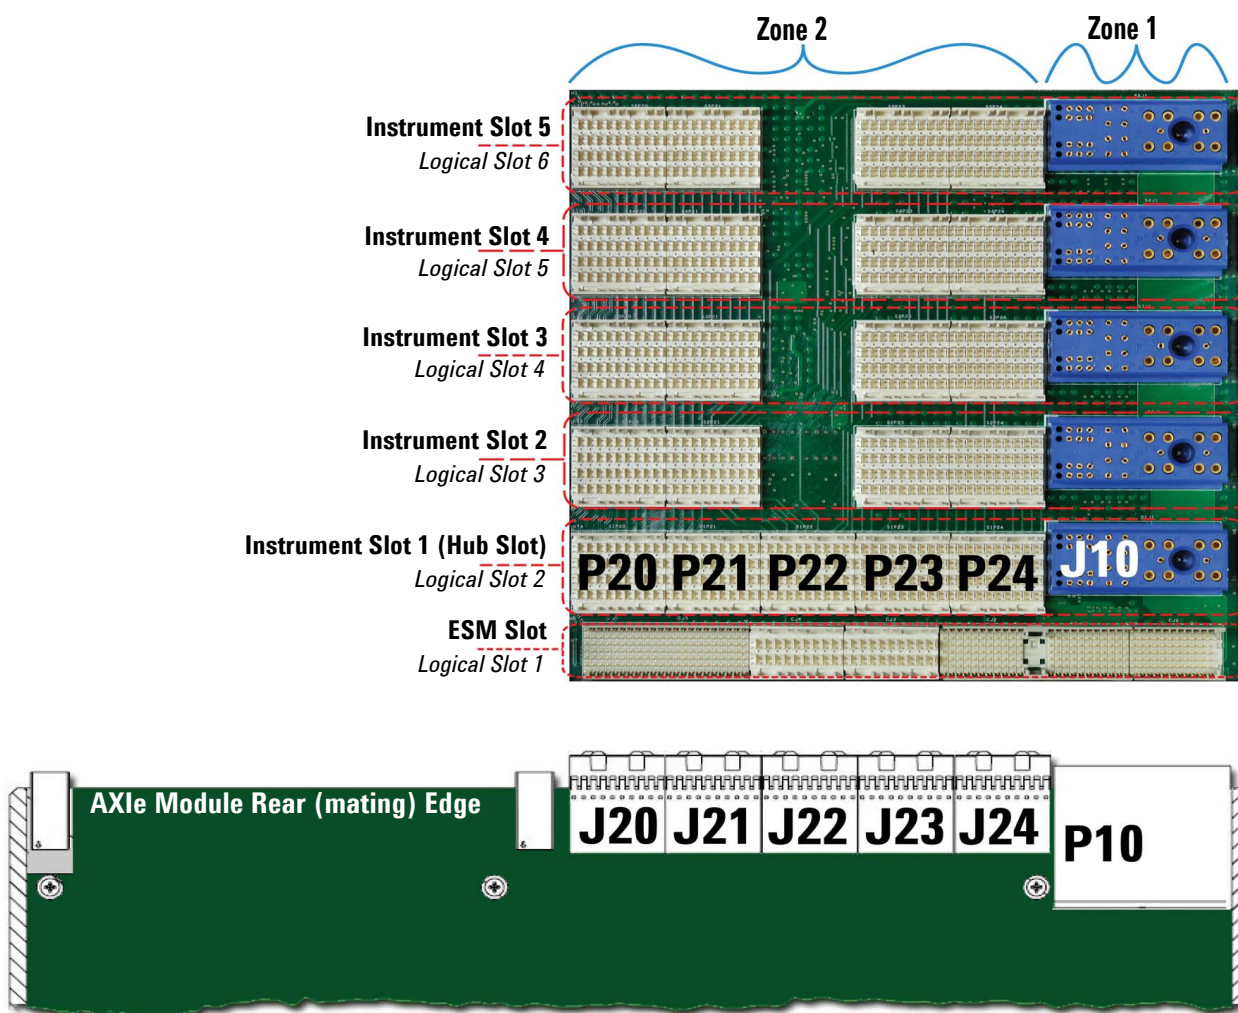 Zone 2
Zone 1
Instrument Slot 5
Logical Slot 6
Instrument Slot 4
Logical Slot 5
Instrument Slot 3
Logical Slot 4
Instrument Slot 2
Logical Slot 3
Instrument Slot 1 (Hub Slot)
Logical Slot 2
P20 P21 P22 P23 P24 J10
ESM Slot
Logical Slot 1
AXIe Module Rear (mating) Edge
J20 J21 J22 J23 J24 P10